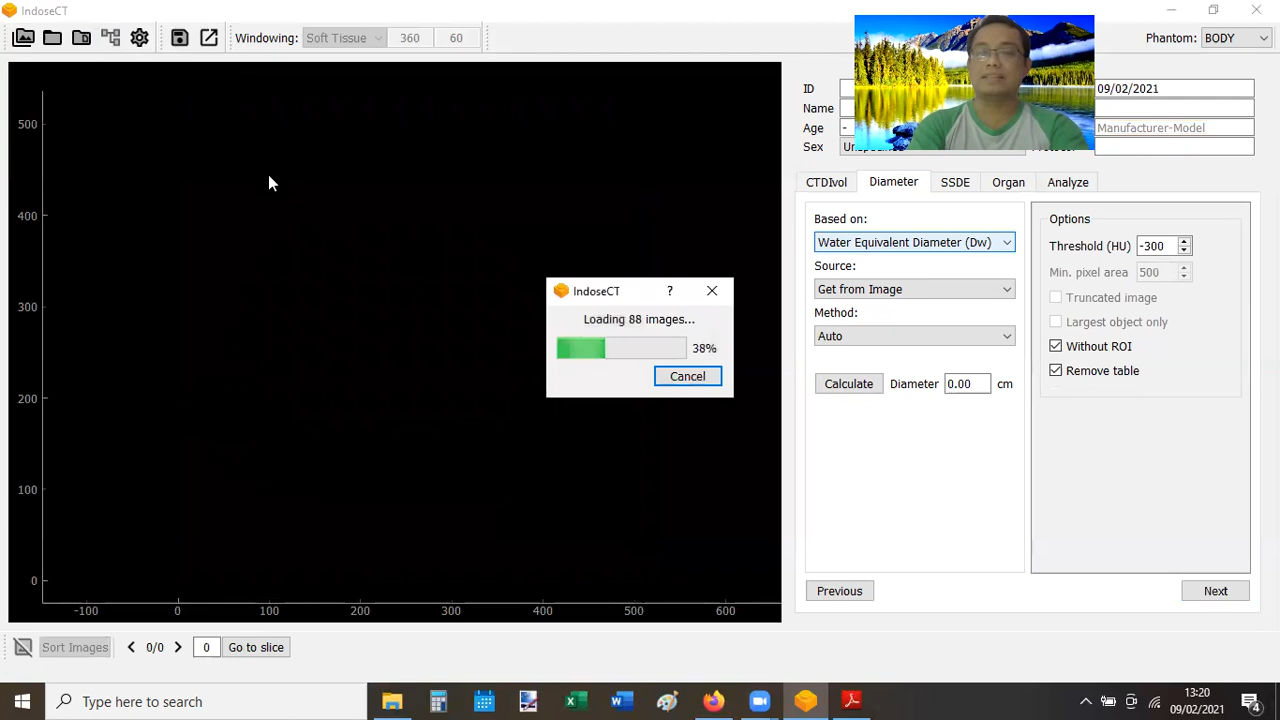 IndoseCT
Windowing: Soft Tissue 360 60
Phantom: BODY
ID 09/02/2021
Name
Age - Manufacturer-Model
Sex
CTDIvol Diameter SSDE Organ Analyze
Based on:
Water Equivalent Diameter (Dw)
Source:
Get from Image
Method:
Auto
Calculate Diameter 0.00 cm
Options
Threshold (HU) -300
Min. pixel area 500
Truncated image
Largest object only
Without ROI
Remove table
IndoseCT ?
Loading 88 images...
38%
Cancel
500
400
300
200
100
0
-100 0 100 200 300 400 500 600
Previous Next
Sort Images 0/0 0 Go to slice
Type here to search
13:20
09/02/2021
4